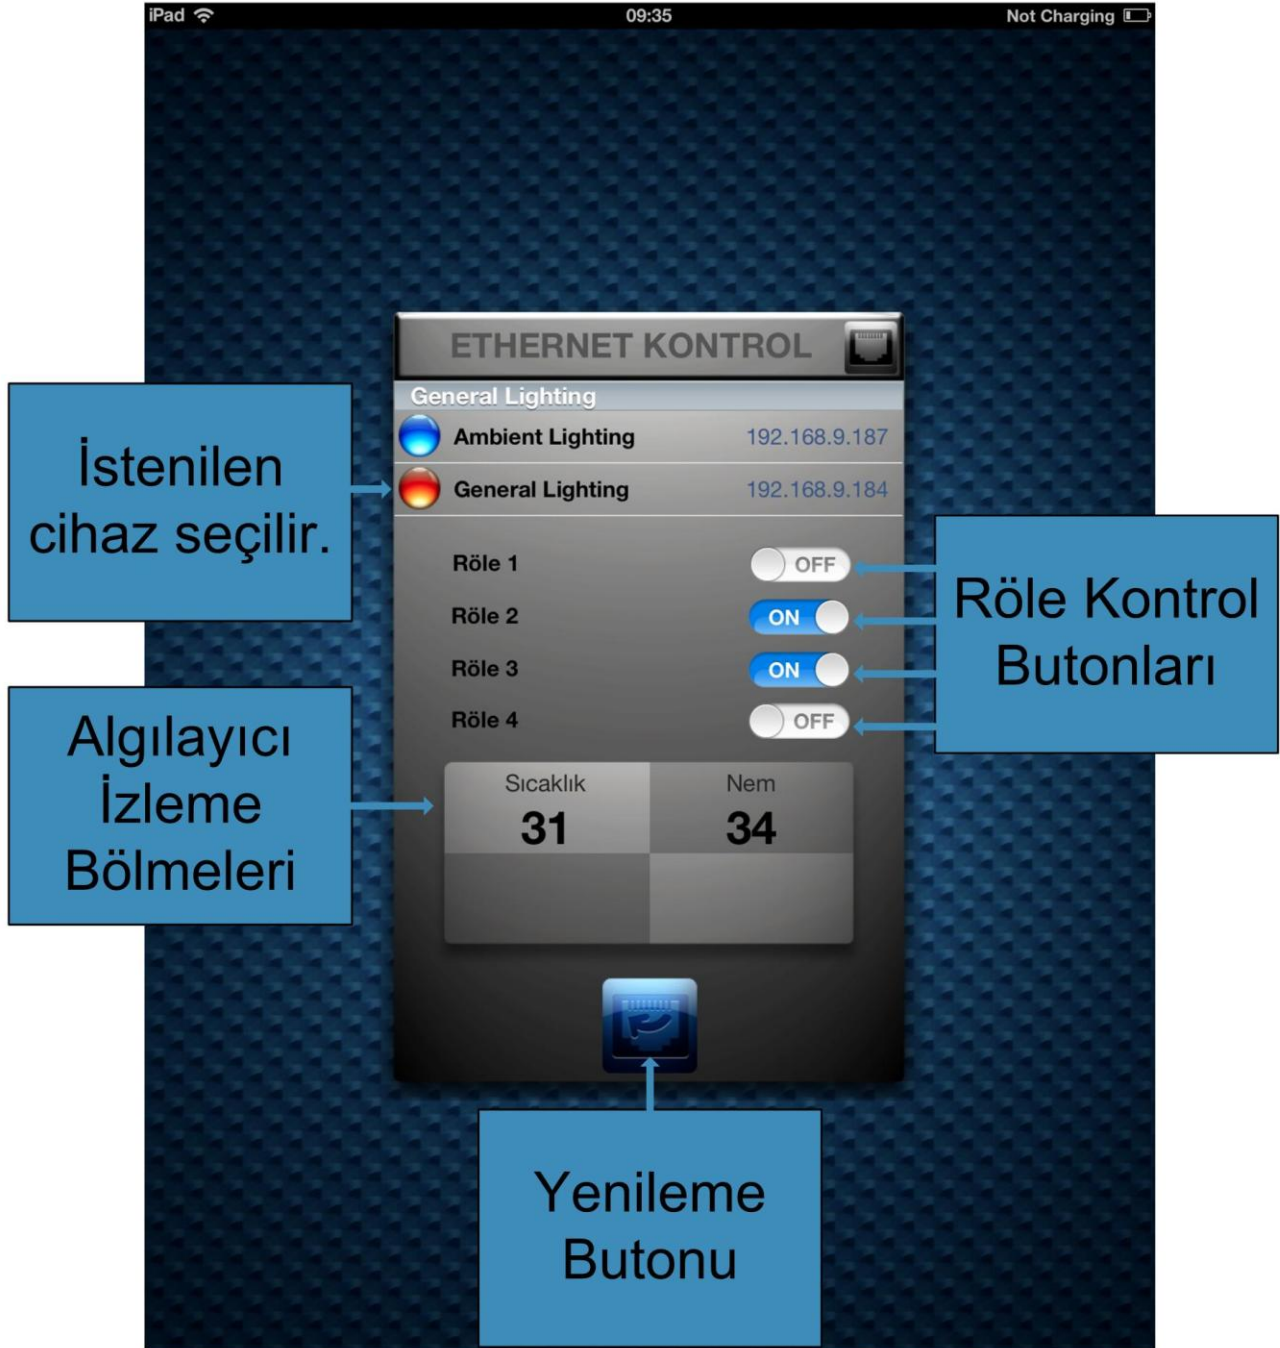 iPad 09:35 Not Charging
ETHERNET KONTROL
General Lighting
Ambient Lighting 192.168.9.187
General Lighting 192.168.9.184
İstenilen
cihaz seçilir.
Röle 1 OFF
Röle 2 ON
Röle 3 ON
Röle 4 OFF
Röle Kontrol
Butonları
Algılayıcı
İzleme
Bölmeleri
Sıcaklık Nem
31 34
Yenileme
Butonu